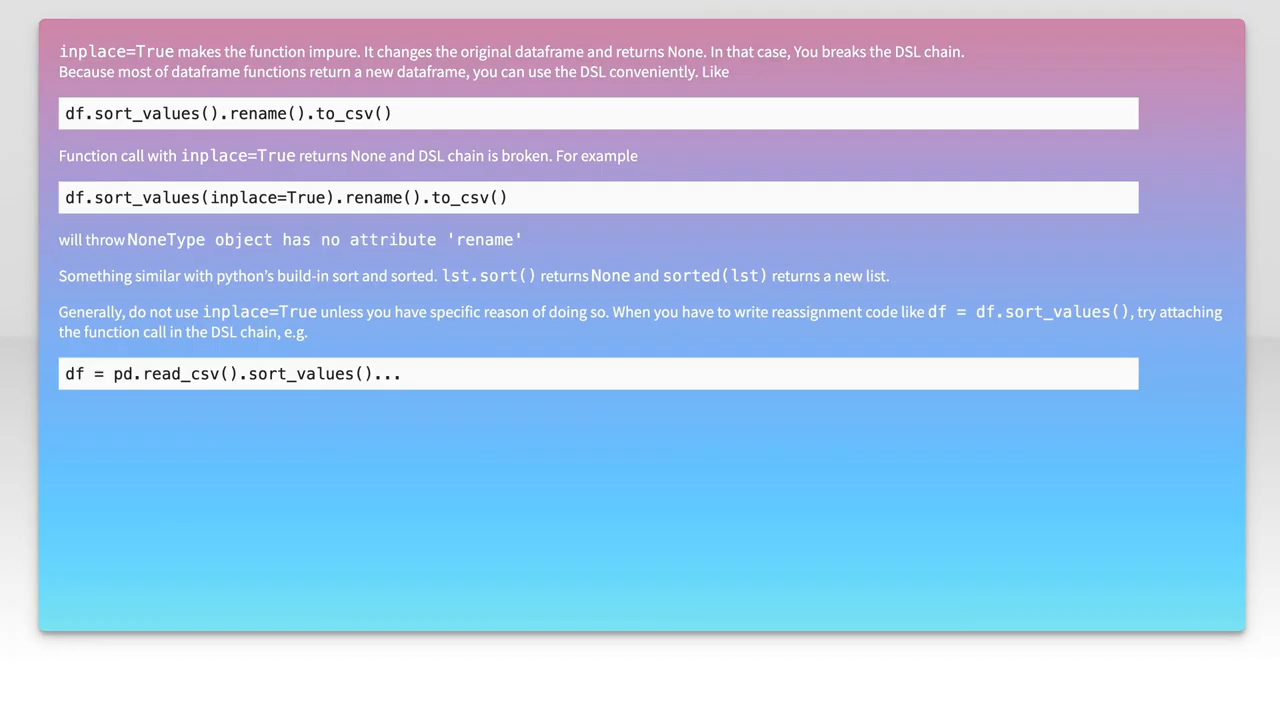 inplace=True makes the function impure. It changes the original dataframe and returns None. In that case, You breaks the DSL chain.
Because most of dataframe functions return a new dataframe, you can use the DSL conveniently. Like
df.sort_values().rename().to_csv()
Function call with inplace=True returns None and DSL chain is broken. For example
df.sort_values(inplace=True).rename().to_csv()
will throw NoneType object has no attribute 'rename'
Something similar with python’s build-in sort and sorted. lst.sort() returns None and sorted(lst) returns a new list.
Generally, do not use inplace=True unless you have specific reason of doing so. When you have to write reassignment code like df = df.sort_values(), try attaching
the function call in the DSL chain, e.g.
df = pd.read_csv().sort_values()...